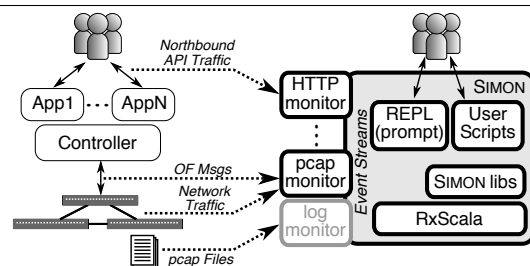 Northbound
API Traffic
App1
AppN
Controller
OF Msgs
Network
Traffic
pcap Files
HTTP
monitor
pcap
monitor
log
monitor
Event Streams
SIMON
REPL
(prompt)
User
Scripts
SIMON libs
RxScala